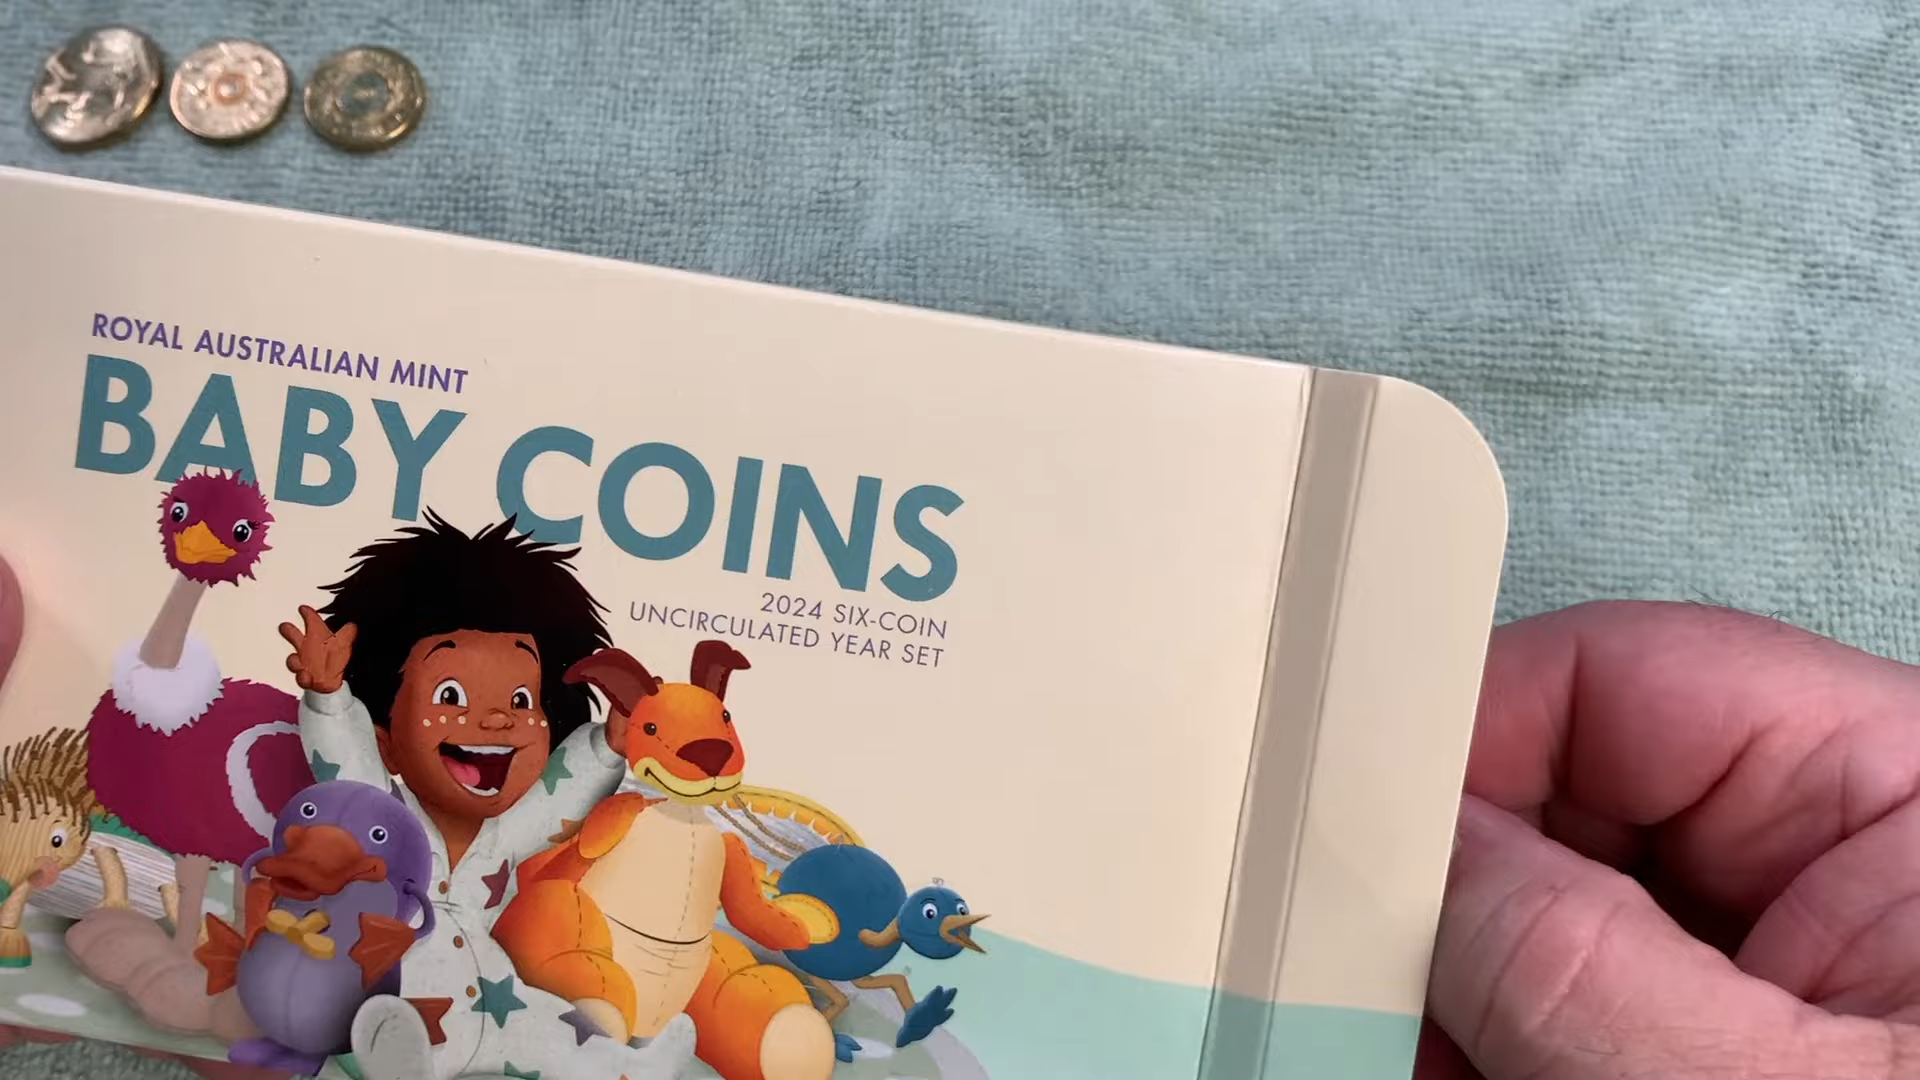 ROYAL AUSTRALIAN MINT
BABY COINS
2024 SIX-COIN
UNCIRCULATED YEAR SET